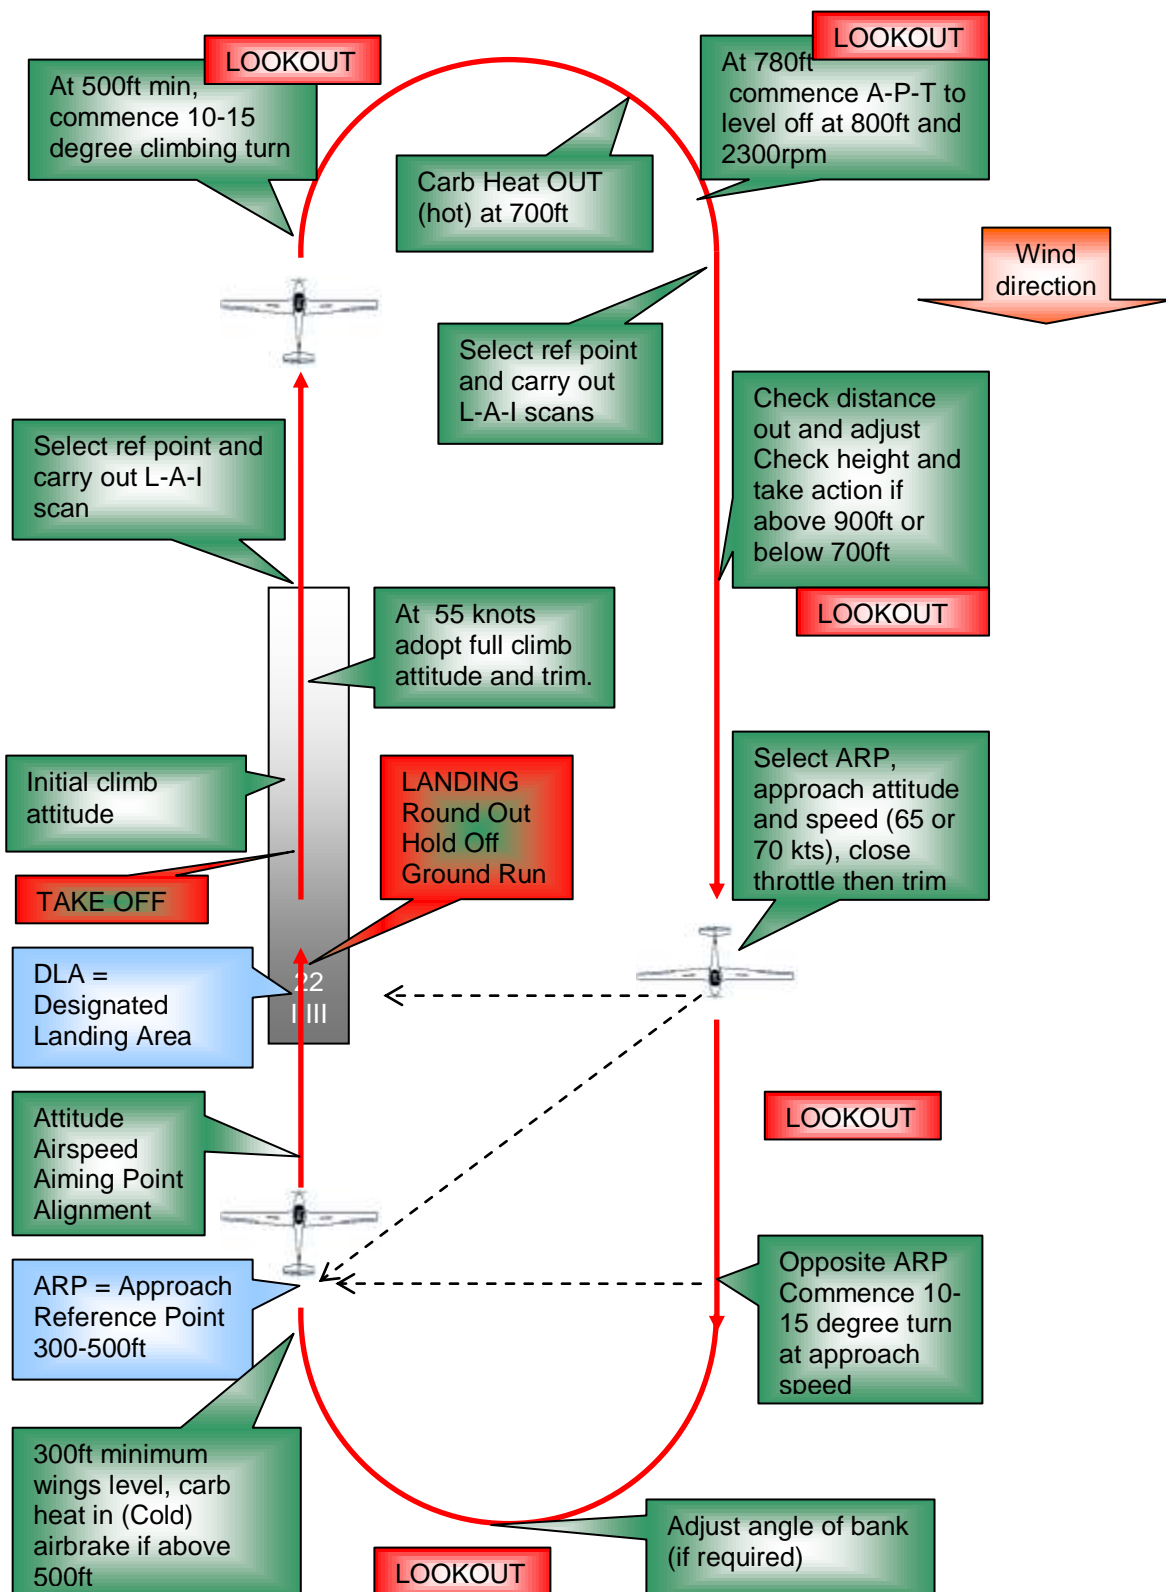 LOOKOUT
At 500ft min,
commence 10-15
degree climbing turn
LOOKOUT
At 780ft
commence A-P-T to
level off at 800ft and
2300rpm
Carb Heat OUT
(hot) at 700ft
Wind
direction
Select ref point
and carry out
L-A-I scans
Select ref point and
carry out L-A-I
scan
Check distance
out and adjust
Check height and
take action if
above 900ft or
below 700ft
LOOKOUT
At 55 knots
adopt full climb
attitude and trim.
Initial climb
attitude
TAKE OFF
LANDING
Round Out
Hold Off
Ground Run
Select ARP,
approach attitude
and speed (65 or
70 kts), close
throttle then trim
DLA =
Designated
Landing Area
22
IIIII
Attitude
Airspeed
Aiming Point
Alignment
LOOKOUT
ARP = Approach
Reference Point
300-500ft
Opposite ARP
Commence 10-
15 degree turn
at approach
speed
300ft minimum
wings level, carb
heat in (Cold)
airbrake if above
500ft
Adjust angle of bank
(if required)
LOOKOUT